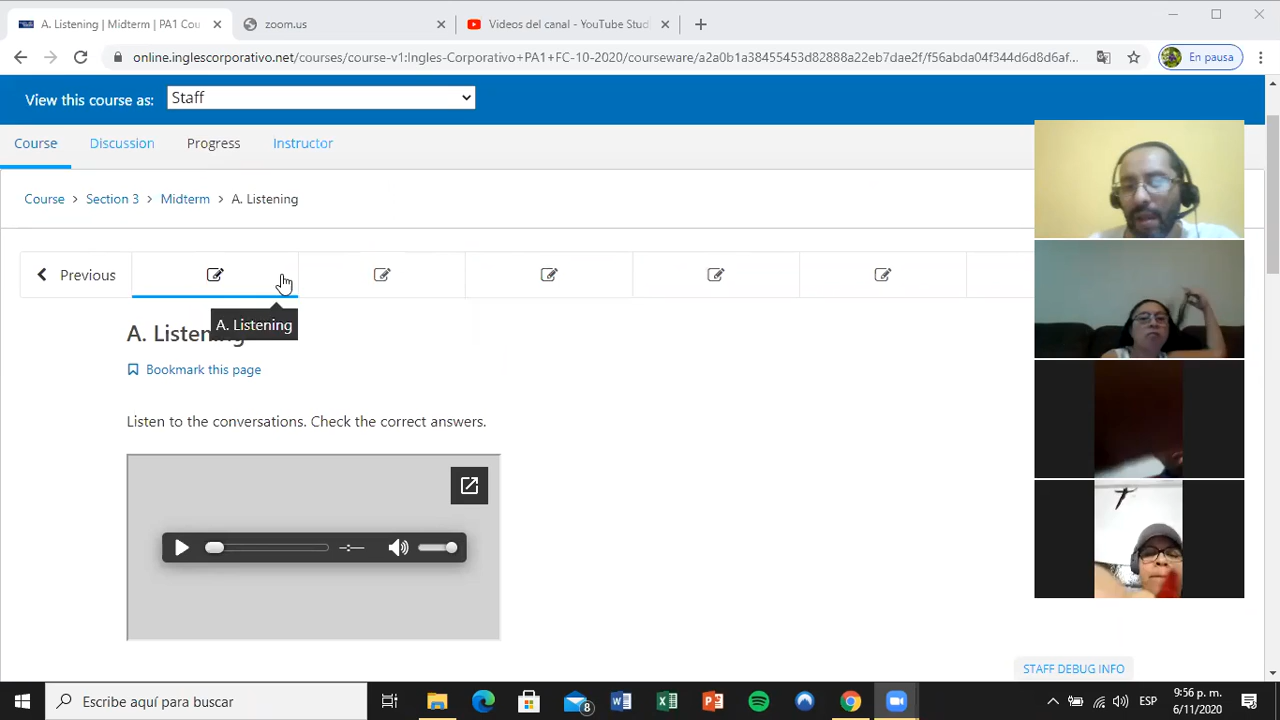 A. Listening | Midterm | PA1 Cou
zoom.us
Videos del canal - YouTube Stud
online.inglescorporativo.net/courses/course-v1:Ingles-Corporativo+PA1+FC-10-2020/courseware/a2a0b1a38455453d82888a22eb7dae2f/f56abda04f3d46d6d8d6af...
En pausa
View this course as:
Staff
Course
Discussion
Progress
Instructor
Course > Section 3 > Midterm > A. Listening
Previous
A. Listening
A. Listening
Bookmark this page
Listen to the conversations. Check the correct answers.
-:--
STAFF DEBUG INFO
Escribe aquí para buscar
8
ESP
9:56 p. m.
6/11/2020